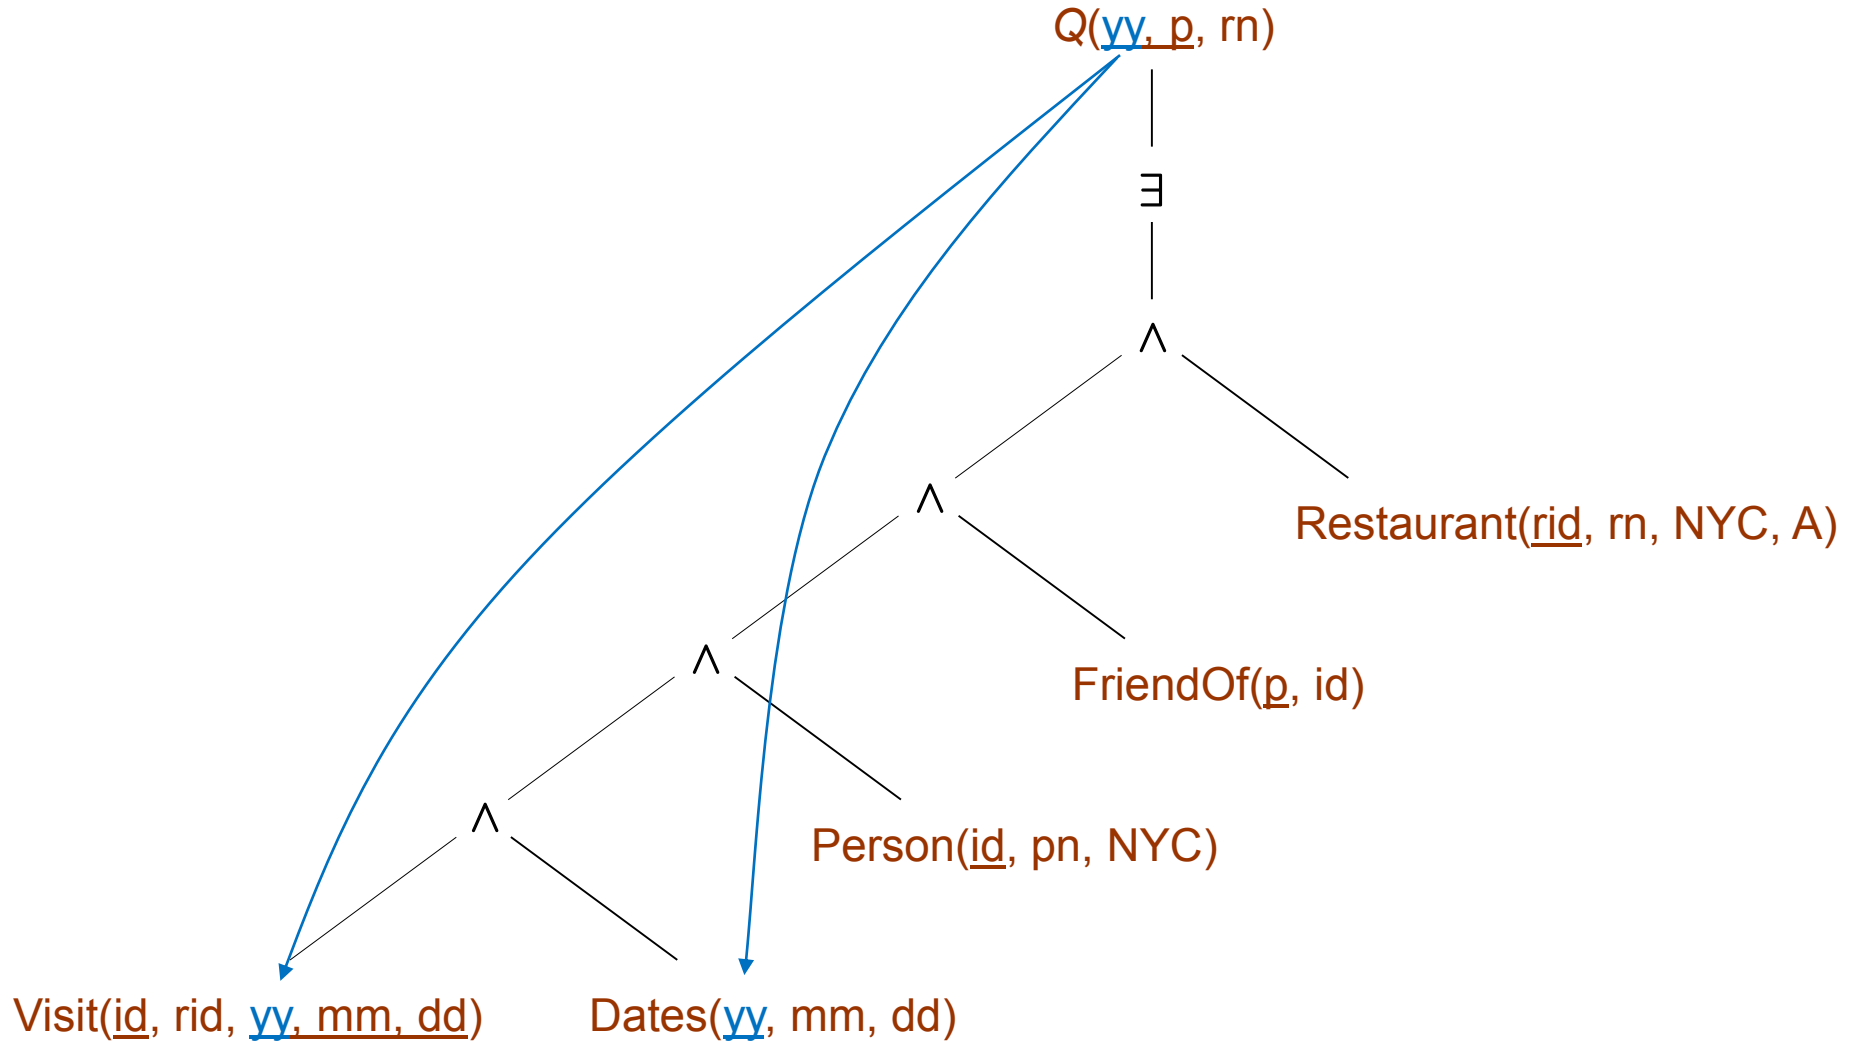 Q(yy, p, rn)
∃
∧
∧
Restaurant(rid, rn, NYC, A)
∧
FriendOf(p, id)
∧
Person(id, pn, NYC)
Visit(id, rid, yy, mm, dd)
Dates(yy, mm, dd)